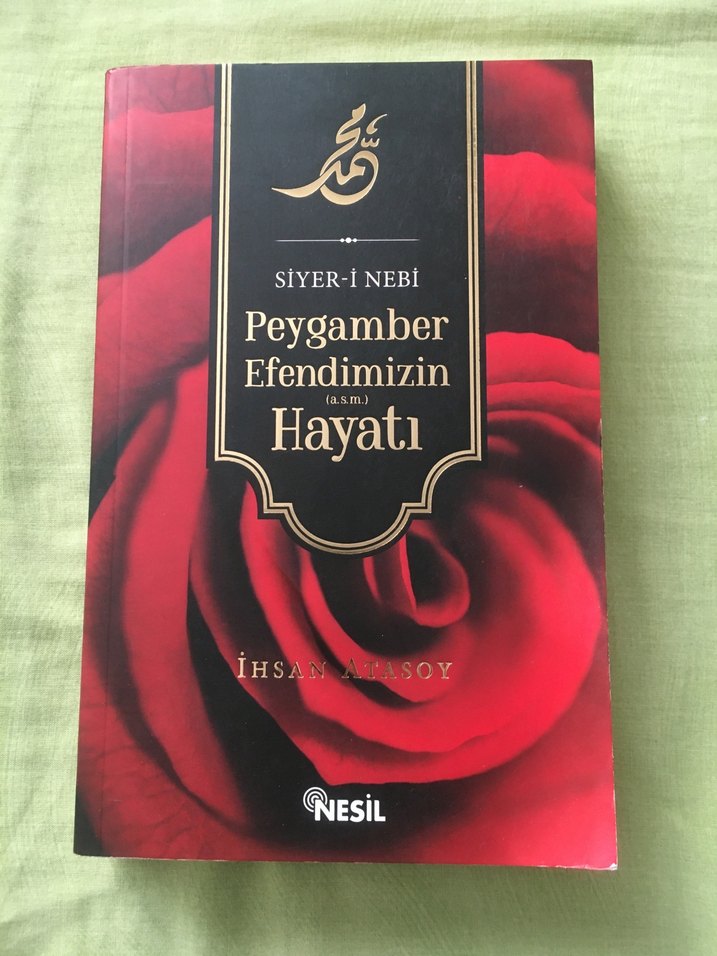 محمد
SİYER-İ NEBİ
Peygamber
Efendimizin
(a.s.m.)
Hayatı
İHSAN ATASOY
NESİL